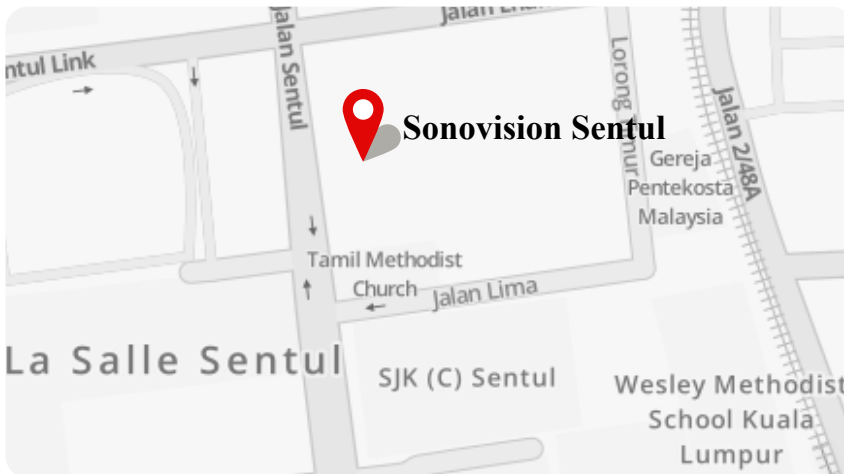 Jalan
ntul Link
Jalan Sentul
Lorong
Jalan 2/48A
Sonovision Sentul
Gereja
Pentekosta
Malaysia
Tamil Methodist
Church
Jalan Lima
La Salle Sentul
SJK (C) Sentul
Wesley Methodist
School Kuala
Lumpur